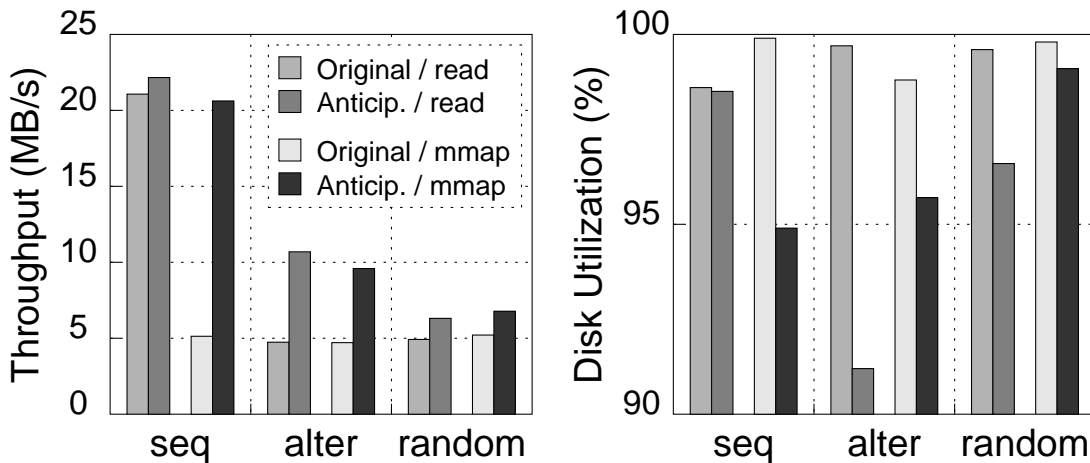 Throughput (MB/s)
25
20
15
10
5
0
Original / read
Anticip. / read
Original / mmap
Anticip. / mmap
seq alter random
Disk Utilization (%)
100
95
90
seq alter random